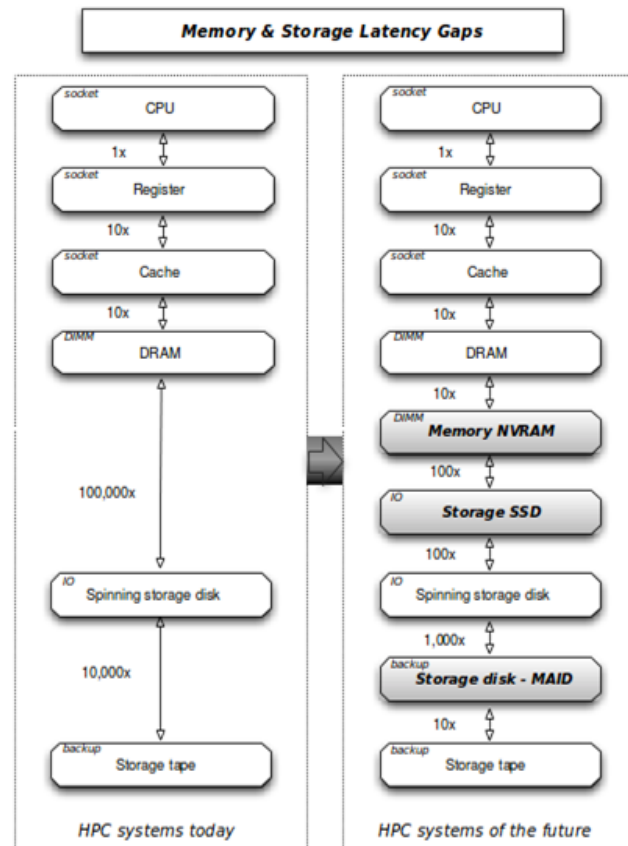 Memory & Storage Latency Gaps
socket
CPU
1x
socket
Register
10x
socket
Cache
10x
DIMM
DRAM
100,000x
IO
Spinning storage disk
10,000x
backup
Storage tape
HPC systems today
socket
CPU
1x
socket
Register
10x
socket
Cache
10x
DIMM
DRAM
10x
DIMM
Memory NVRAM
100x
IO
Storage SSD
100x
IO
Spinning storage disk
1,000x
backup
Storage disk - MAID
10x
backup
Storage tape
HPC systems of the future